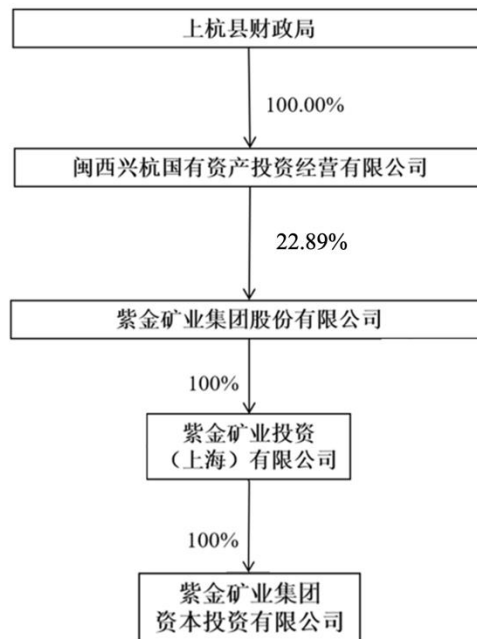 上杭县财政局
100.00%
闽西兴杭国有资产投资经营有限公司
22.89%
紫金矿业集团股份有限公司
100%
紫金矿业投资
（上海）有限公司
100%
紫金矿业集团
资本投资有限公司